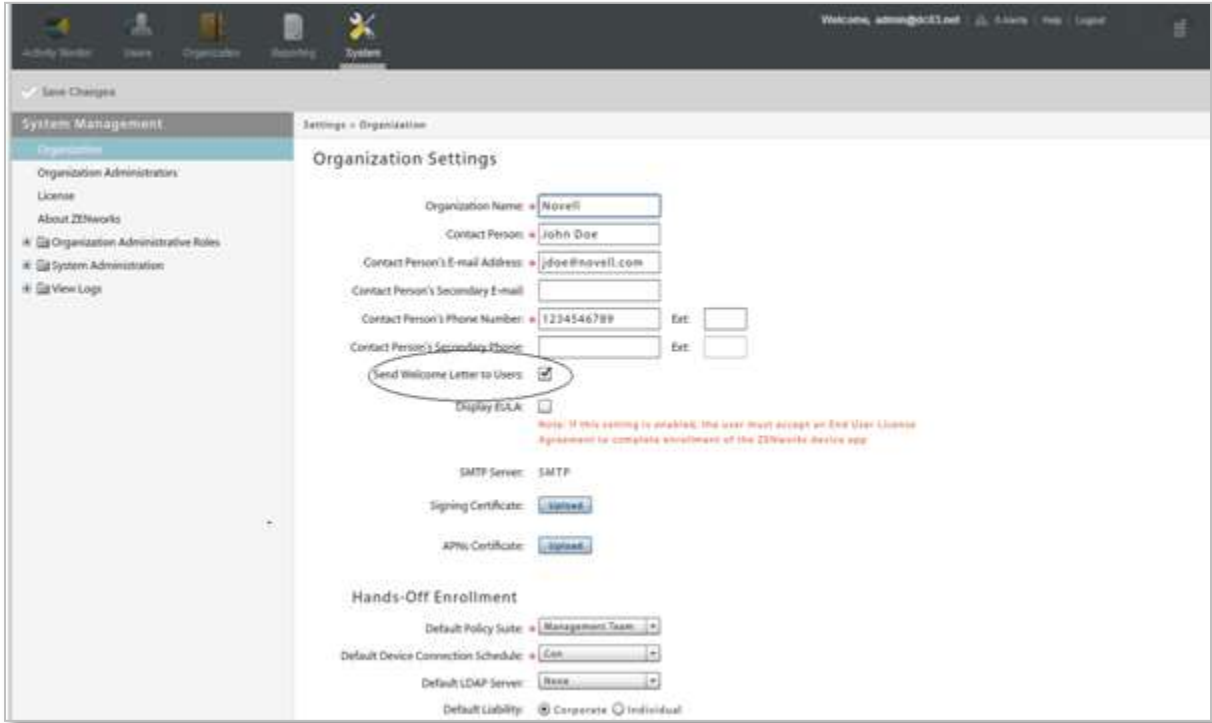 Welcome, admin@dc03.net 0 Alerts Help Logout
Activity Monitor Users Organization Reporting System
Save Changes
System Management
Settings > Organization
Organization
Organization Settings
Organization Administrators
License
About ZENworks
Organization Administrative Roles
System Administration
View Logs
Organization Name: * Novell
Contact Person: * John Doe
Contact Person's E-mail Address: * jdoe@novell.com
Contact Person's Secondary E-mail
Contact Person's Phone Number: * 1234546789 Ext:
Contact Person's Secondary Phone: Ext:
Send Welcome Letter to Users:
Display EULA:
Note: If this setting is enabled, the user must accept an End User License
Agreement to complete enrollment of the ZENworks device app
SMTP Server: SMTP
Signing Certificate: Upload
APNs Certificate: Upload
Hands-Off Enrollment
Default Policy Suite: * Management Team
Default Device Connection Schedule: * Con
Default LDAP Server: None
Default Liability: Corporate Individual